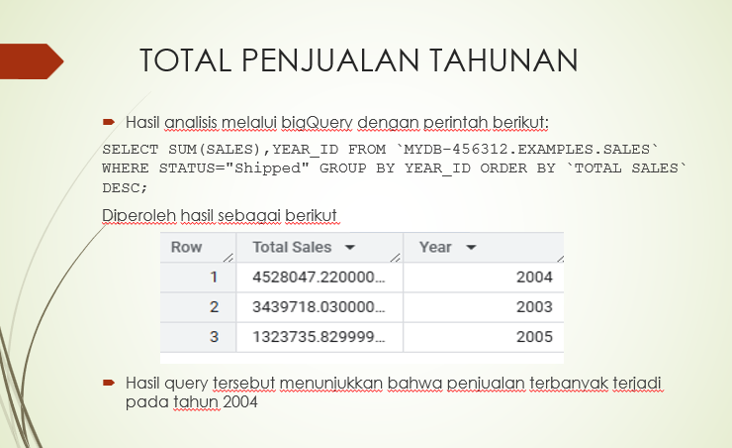 TOTAL PENJUALAN TAHUNAN
Hasil analisis melalui bigQuery dengan perintah berikut:
SELECT SUM(SALES),YEAR_ID FROM `MYDB-456312.EXAMPLES.SALES`
WHERE STATUS="Shipped" GROUP BY YEAR_ID ORDER BY `TOTAL SALES`
DESC;
Diperoleh hasil sebagai berikut
Row Total Sales Year
1 4528047.220000... 2004
2 3439718.030000... 2003
3 1323735.829999... 2005
Hasil query tersebut menunjukkan bahwa penjualan terbanyak terjadi
pada tahun 2004